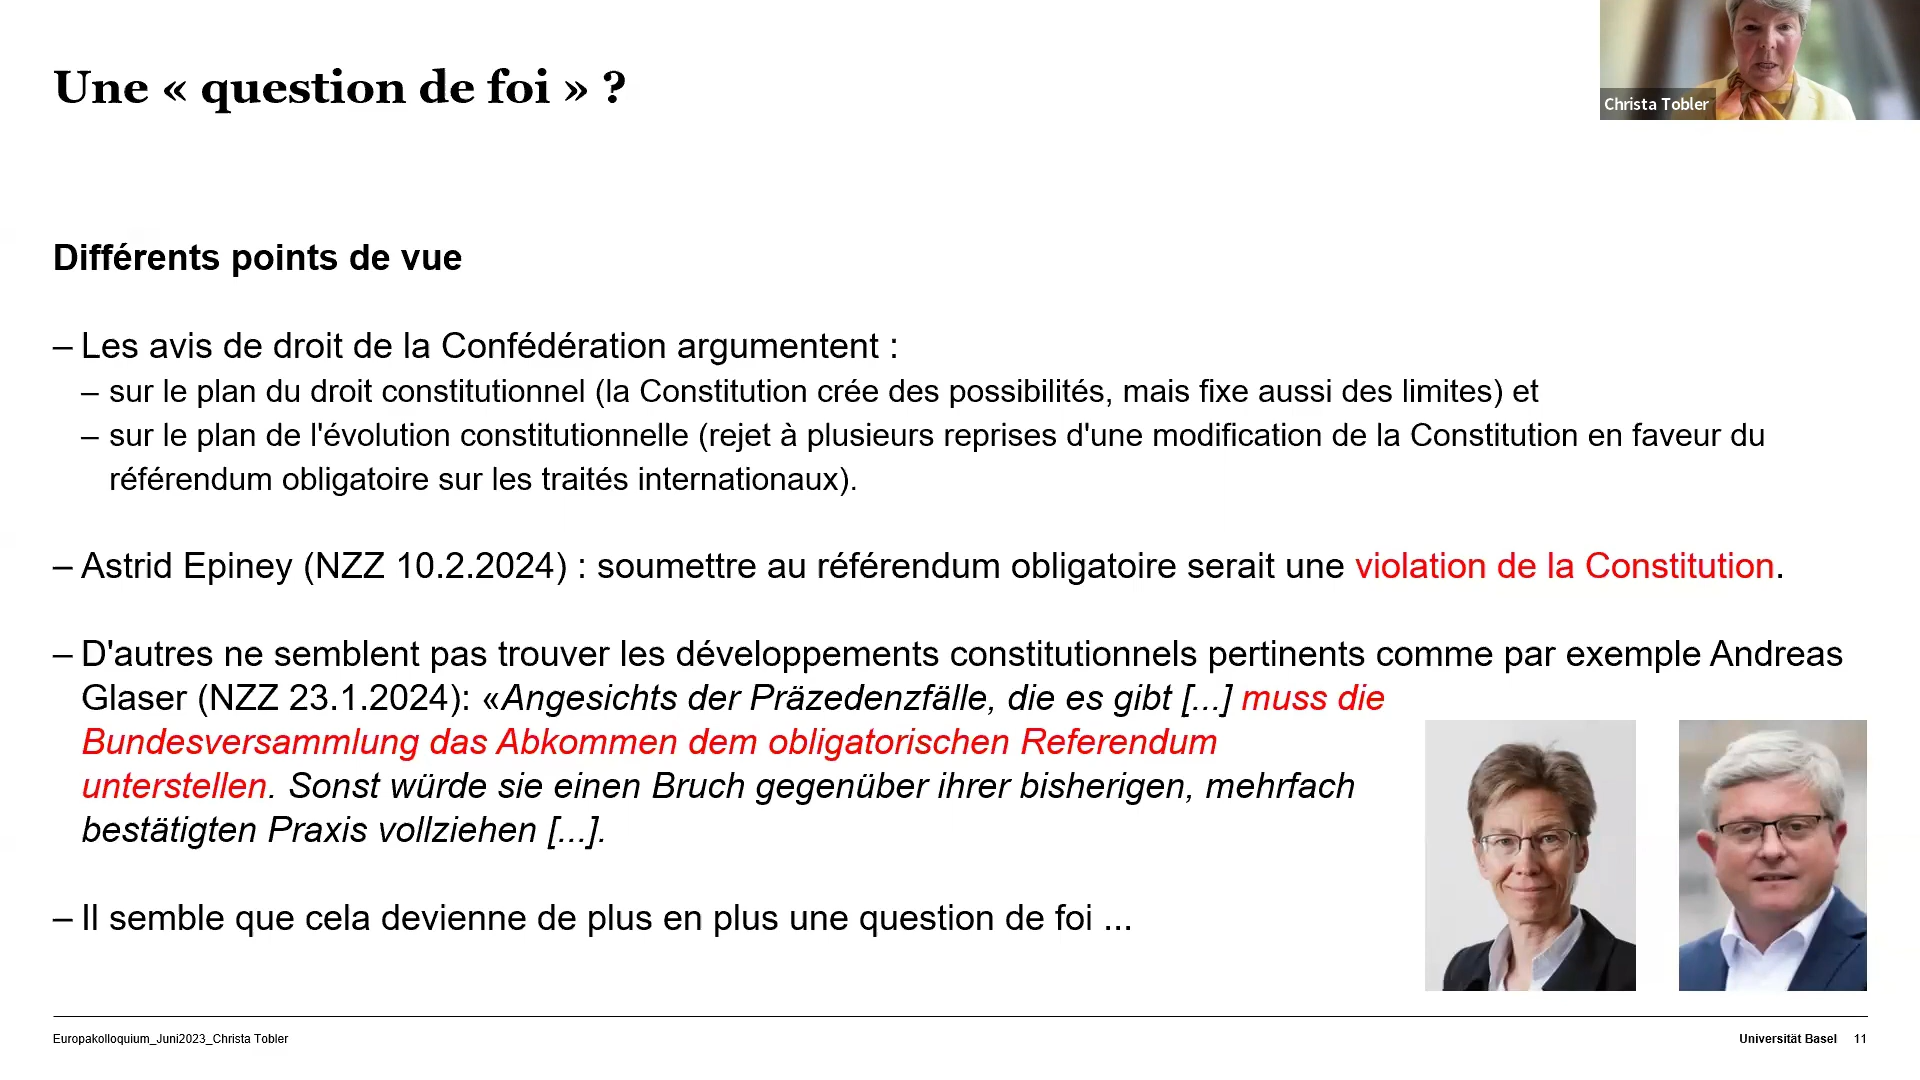 Une « question de foi » ?
Christa Tobler
Différents points de vue
– Les avis de droit de la Confédération argumentent :
– sur le plan du droit constitutionnel (la Constitution crée des possibilités, mais fixe aussi des limites) et
– sur le plan de l'évolution constitutionnelle (rejet à plusieurs reprises d'une modification de la Constitution en faveur du
référendum obligatoire sur les traités internationaux).
– Astrid Epiney (NZZ 10.2.2024) : soumettre au référendum obligatoire serait une violation de la Constitution.
– D'autres ne semblent pas trouver les développements constitutionnels pertinents comme par exemple Andreas
Glaser (NZZ 23.1.2024): «Angesichts der Präzedenzfälle, die es gibt [...] muss die
Bundesversammlung das Abkommen dem obligatorischen Referendum
unterstellen. Sonst würde sie einen Bruch gegenüber ihrer bisherigen, mehrfach
bestätigten Praxis vollziehen [...].
– Il semble que cela devienne de plus en plus une question de foi ...
Europakolloquium_Juni2023_Christa Tobler
Universität Basel 11